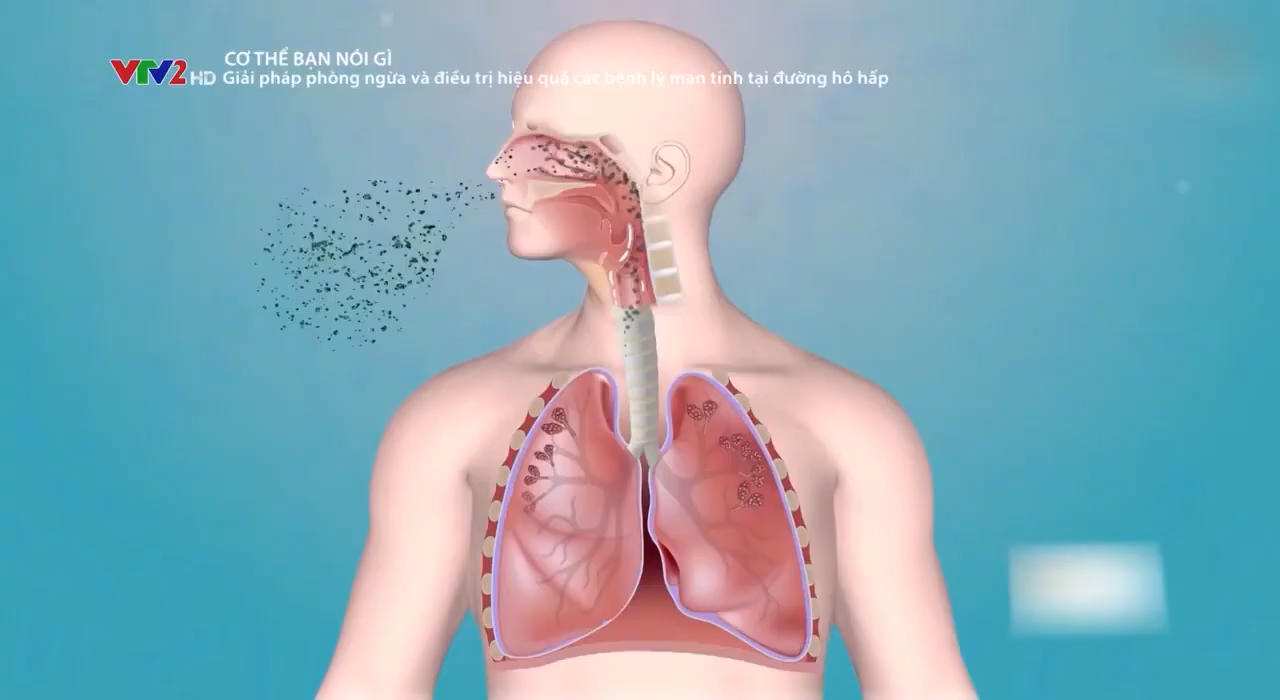 CƠ THỂ BẠN NÓI GÌ
VTV2 HD Giải pháp phòng ngừa và điều trị hiệu quả các bệnh lý mạn tính tại đường hô hấp